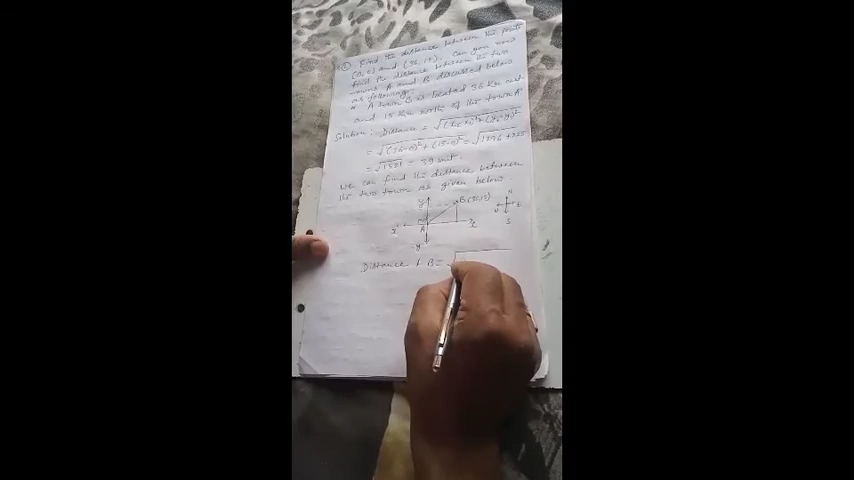 Find the distance between the points
(0,0) and (36,15). Can you now
find the distance between the two
towns A and B discussed below
as following.
* A town B is located 36 km east
and 15 km north of the town A
Solution: Distance = √(x₂-x₁)²+(y₂-y₁)²
= √(36-0)²+(15-0)² = √1296+225
= √1521 = 39 unit.
We can find the distance between
the two town as given below.
y B(36,15) N
x' A x E
y' S
Distance AB = √